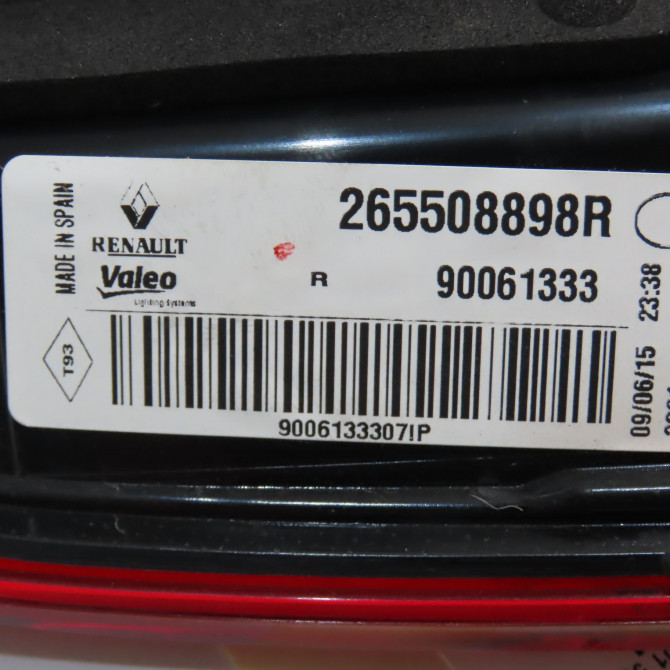 MADE IN SPAIN
RENAULT
265508898R
Valeo
Lighting Systems
R
90061333
T93
9006133307!P
09/06/15 23:38